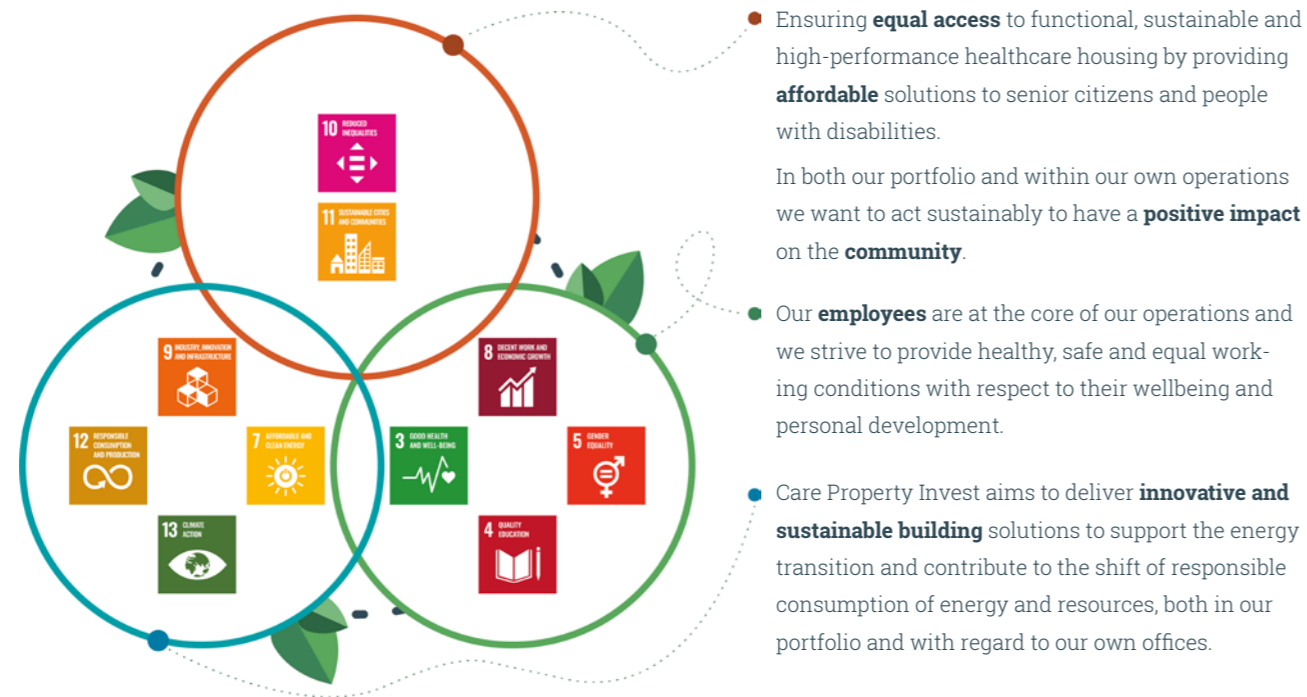 10 REDUCED
INEQUALITIES
11 SUSTAINABLE CITIES
AND COMMUNITIES
9 INDUSTRY, INNOVATION
AND INFRASTRUCTURE
12 RESPONSIBLE
CONSUMPTION
AND PRODUCTION
7 AFFORDABLE AND
CLEAN ENERGY
13 CLIMATE
ACTION
8 DECENT WORK AND
ECONOMIC GROWTH
3 GOOD HEALTH
AND WELL-BEING
5 GENDER
EQUALITY
4 QUALITY
EDUCATION
Ensuring equal access to functional, sustainable and
high-performance healthcare housing by providing
affordable solutions to senior citizens and people
with disabilities.
In both our portfolio and within our own operations
we want to act sustainably to have a positive impact
on the community.
Our employees are at the core of our operations and
we strive to provide healthy, safe and equal work-
ing conditions with respect to their wellbeing and
personal development.
Care Property Invest aims to deliver innovative and
sustainable building solutions to support the energy
transition and contribute to the shift of responsible
consumption of energy and resources, both in our
portfolio and with regard to our own offices.